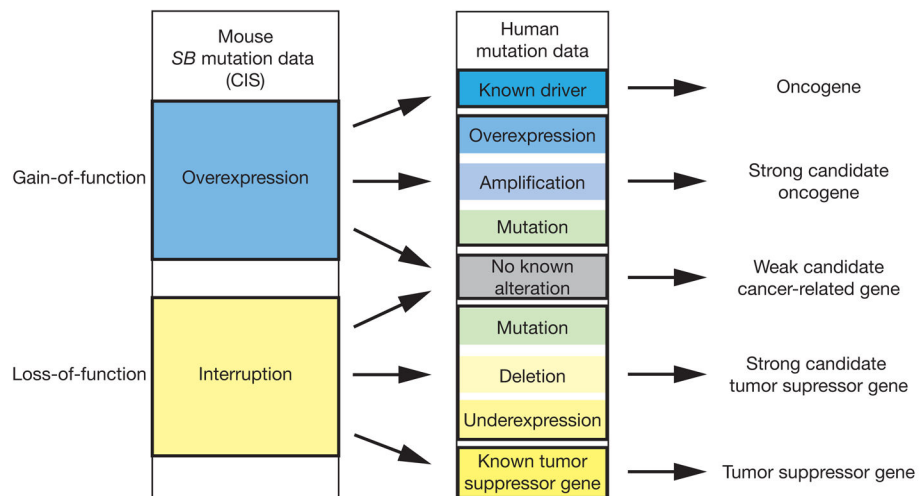 Mouse
SB mutation data
(CIS)
Human
mutation data
Known driver
Oncogene
Overexpression
Gain-of-function
Overexpression
Amplification
Strong candidate
oncogene
Mutation
No known
alteration
Weak candidate
cancer-related gene
Mutation
Loss-of-function
Interruption
Deletion
Strong candidate
tumor supressor gene
Underexpression
Known tumor
suppressor gene
Tumor suppressor gene